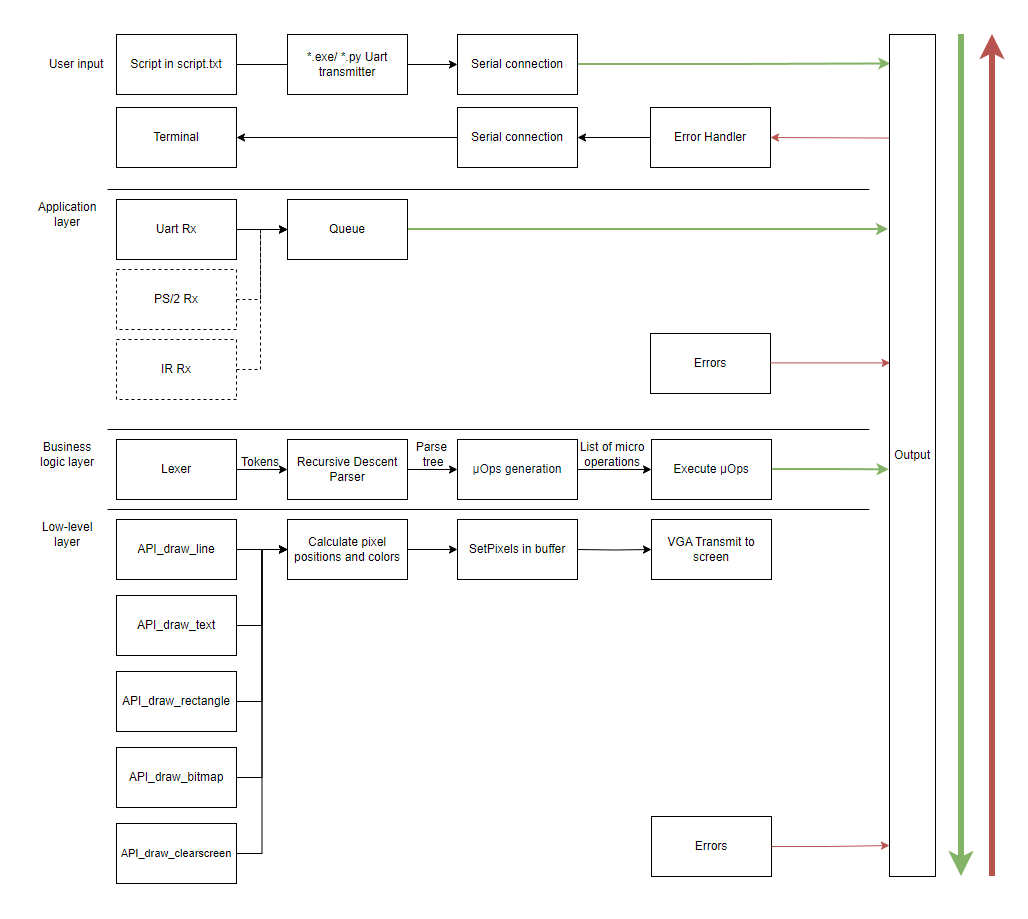 User input
Script in script.txt
*.exe/ *.py Uart
transmitter
Serial connection
Terminal
Serial connection
Error Handler
Application
layer
Uart Rx
Queue
PS/2 Rx
IR Rx
Errors
Business
logic layer
Lexer
Tokens
Recursive Descent
Parser
Parse
tree
µOps generation
List of micro
operations
Execute µOps
Output
Low-level
layer
API_draw_line
Calculate pixel
positions and colors
SetPixels in buffer
VGA Transmit to
screen
API_draw_text
API_draw_rectangle
API_draw_bitmap
API_draw_clearscreen
Errors